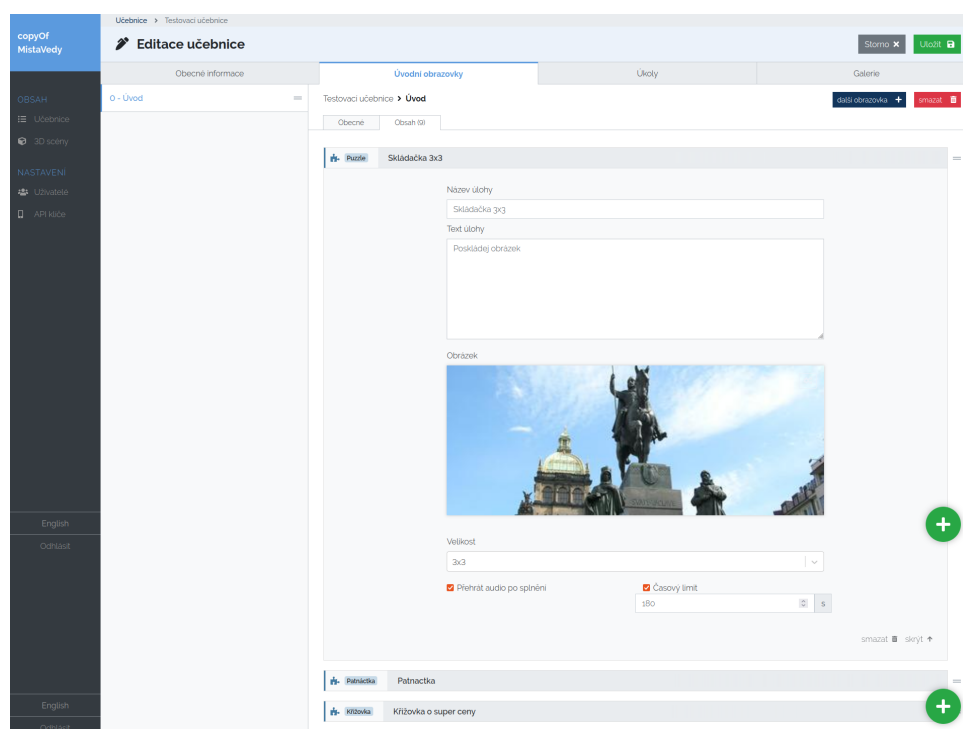 Učebnice > Testovací učebnice
copyOf
MistaVedy
Editace učebnice
Storno
Uložit
Obecné informace
Úvodní obrazovky
Úkoly
Galerie
OBSAH
Učebnice
3D scény
NASTAVENÍ
Uživatelé
API klíče
English
Odhlásit
English
Odhlásit
0 - Úvod
Testovací učebnice > Úvod
další obrazovka +
smazat
Obecné
Obsah (9)
Puzzle
Skládačka 3x3
Název úlohy
Skládačka 3x3
Text úlohy
Poskládej obrázek
Obrázek
Velikost
3x3
Přehrát audio po splnění
Časový limit
180
s
smazat
skrýt
Patnáctka
Patnactka
Křížovka
Křížovka o super ceny